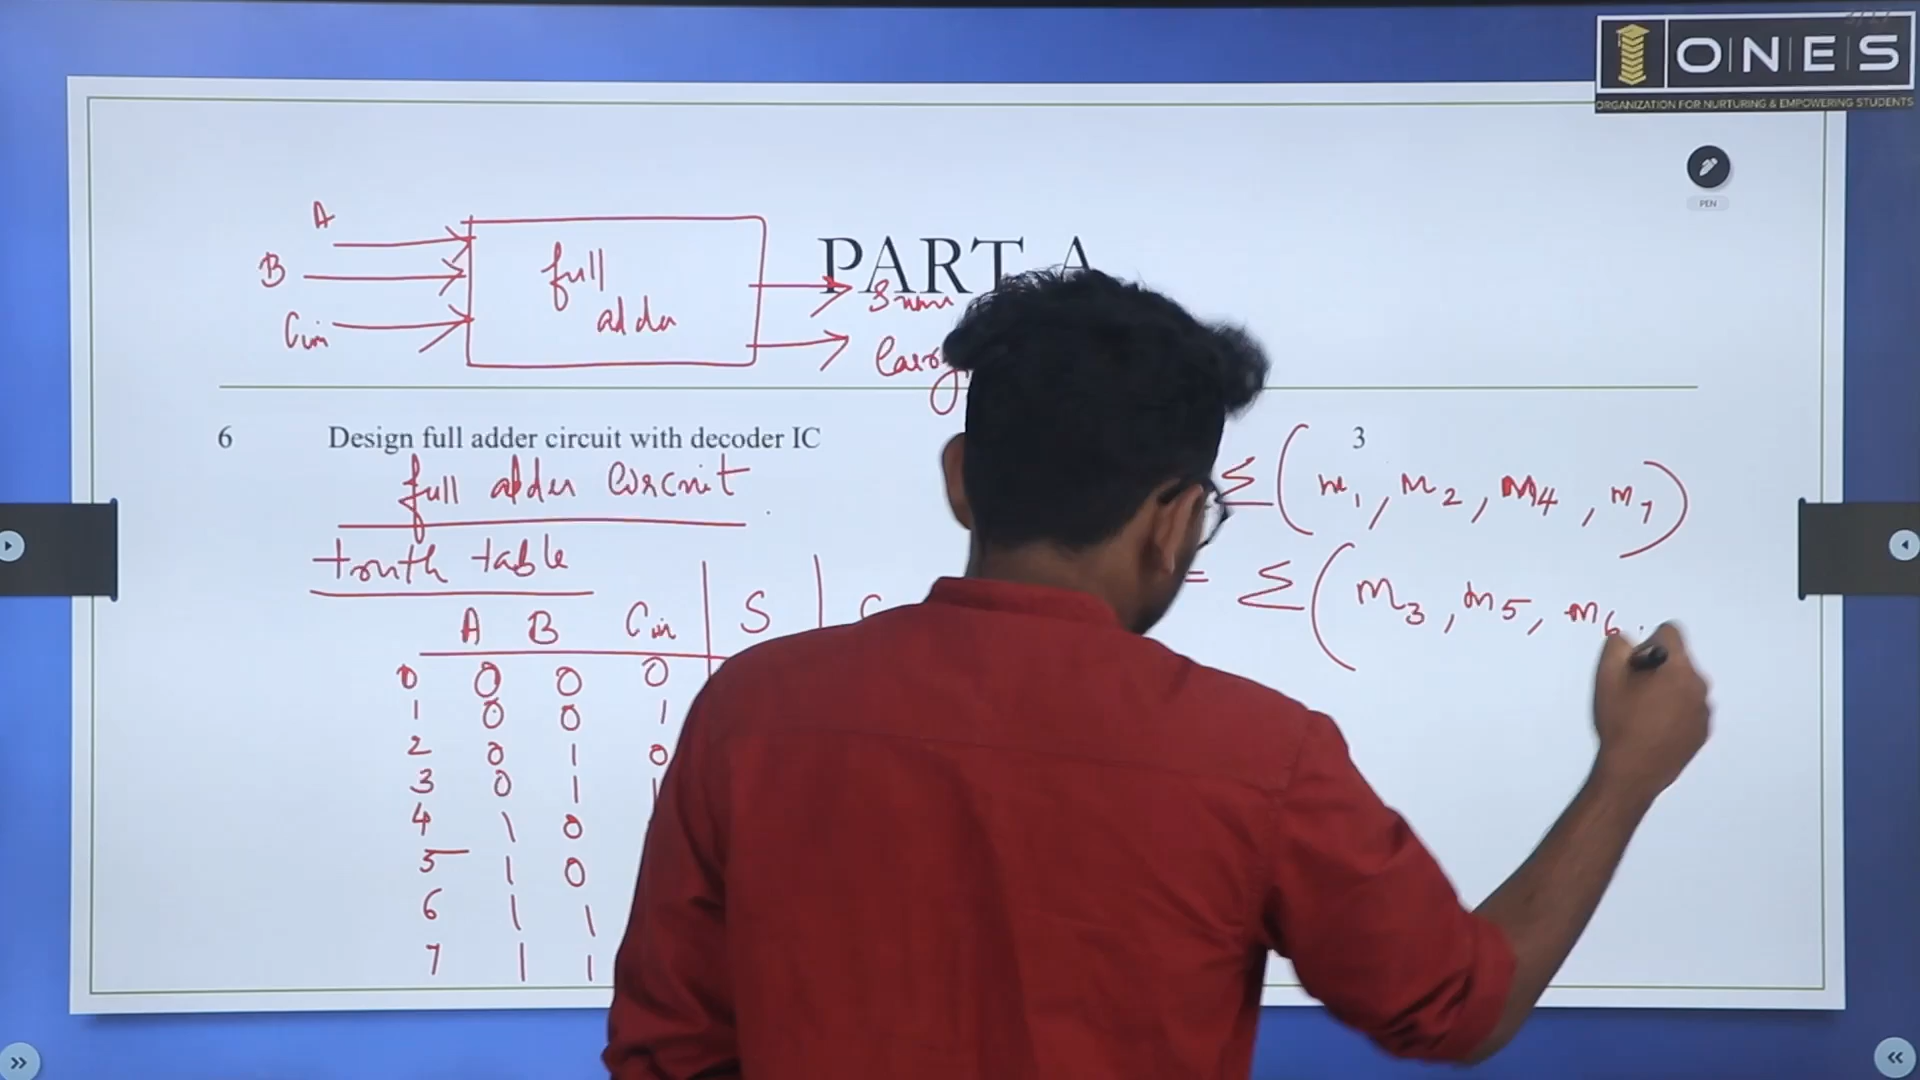 ONES
ORGANIZATION FOR NURTURING & EMPOWERING STUDENTS
PEN
A
B
Cin
full adder
PART A
Sum
6 Design full adder circuit with decoder IC 3
full adder
Σ(m1, m2, m4, m7)
truth table
= Σ(m3, m5, m6,
A B Cin S C
0 0 0 0
1 0 0 1
2 0 1 0
3 0 1 1
4 1 0
5 1 0
6 1 1
7 1 1